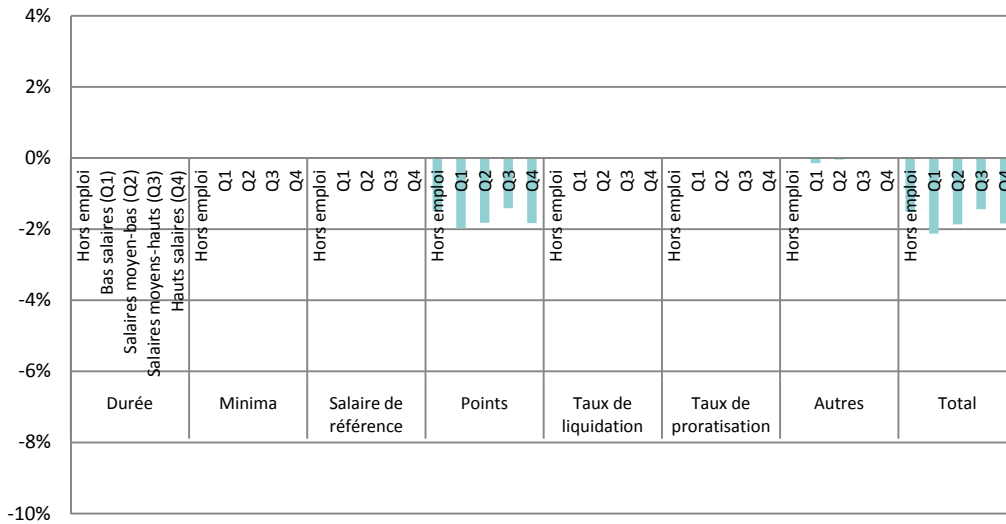 4%
2%
0%
-2%
-4%
-6%
-8%
-10%
Hors emploi
Bas salaires (Q1)
Salaires moyen-bas (Q2)
Salaires moyens-hauts (Q3)
Hauts salaires (Q4)
Hors emploi
Q1
Q2
Q3
Q4
Hors emploi
Q1
Q2
Q3
Q4
Hors emploi
Q1
Q2
Q3
Q4
Hors emploi
Q1
Q2
Q3
Q4
Hors emploi
Q1
Q2
Q3
Q4
Hors emploi
Q1
Q2
Q3
Q4
Hors emploi
Q1
Q2
Q3
Q4
Durée
Minima
Salaire de
référence
Points
Taux de
liquidation
Taux de
proratisation
Autres
Total